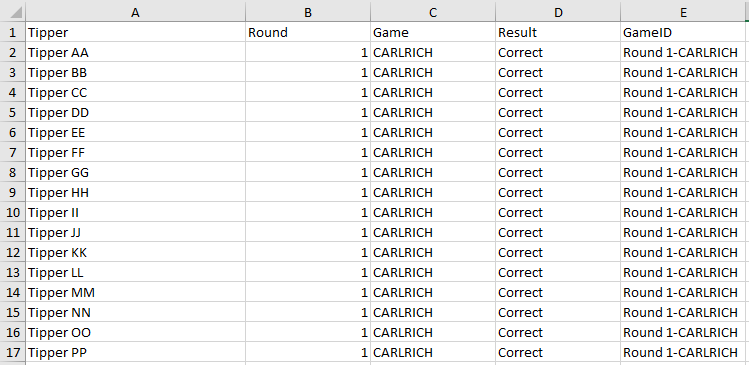 A B C D E
1 Tipper Round Game Result GameID
2 Tipper AA 1 CARLRICH Correct Round 1-CARLRICH
3 Tipper BB 1 CARLRICH Correct Round 1-CARLRICH
4 Tipper CC 1 CARLRICH Correct Round 1-CARLRICH
5 Tipper DD 1 CARLRICH Correct Round 1-CARLRICH
6 Tipper EE 1 CARLRICH Correct Round 1-CARLRICH
7 Tipper FF 1 CARLRICH Correct Round 1-CARLRICH
8 Tipper GG 1 CARLRICH Correct Round 1-CARLRICH
9 Tipper HH 1 CARLRICH Correct Round 1-CARLRICH
10 Tipper II 1 CARLRICH Correct Round 1-CARLRICH
11 Tipper JJ 1 CARLRICH Correct Round 1-CARLRICH
12 Tipper KK 1 CARLRICH Correct Round 1-CARLRICH
13 Tipper LL 1 CARLRICH Correct Round 1-CARLRICH
14 Tipper MM 1 CARLRICH Correct Round 1-CARLRICH
15 Tipper NN 1 CARLRICH Correct Round 1-CARLRICH
16 Tipper OO 1 CARLRICH Correct Round 1-CARLRICH
17 Tipper PP 1 CARLRICH Correct Round 1-CARLRICH